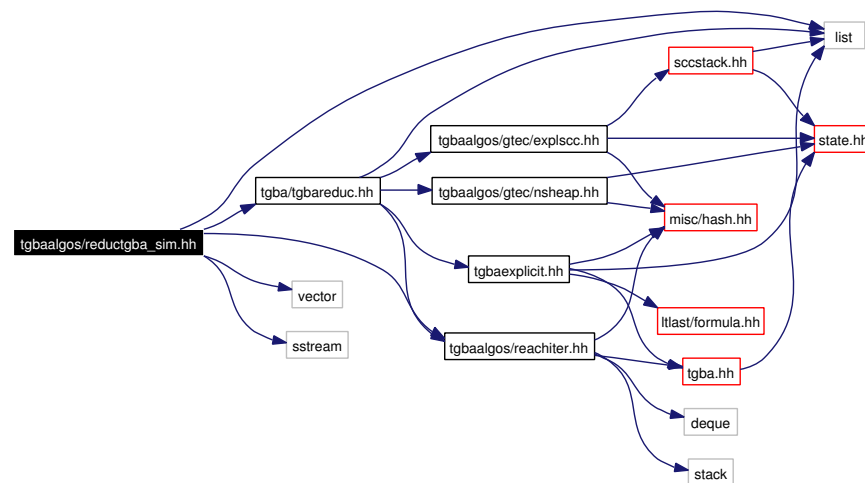 list
sccstack.hh
tgbaalgos/gtec/explscc.hh
state.hh
tgba/tgbareduc.hh
tgbaalgos/gtec/nsheap.hh
misc/hash.hh
tgbaalgos/reductgba_sim.hh
tgbaexplicit.hh
vector
ltlast/formula.hh
sstream
tgbaalgos/reachiter.hh
tgba.hh
deque
stack